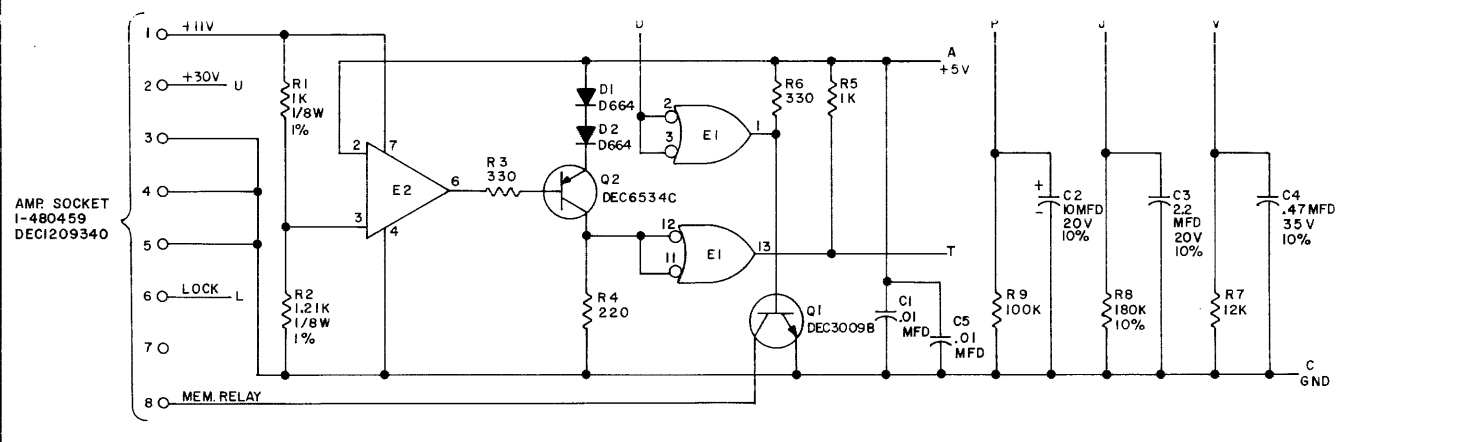 AMP. SOCKET
1-480459
DEC1209340
1
+11V
2
+30V U
3
4
5
6
LOCK L
7
8
MEM. RELAY
R1
1K
1/8W
1%
R2
1.21K
1/8W
1%
2
7
E2
6
3
4
R3
330
D1
D664
D2
D664
Q2
DEC6534C
R4
220
2
3
E1
1
12
11
E1
13
R6
330
R5
1K
A
+5V
T
Q1
DEC3009B
C1
.01
MFD
C5
.01
MFD
P
J
V
+
-
C2
10MFD
20V
10%
C3
2.2
MFD
20V
10%
C4
.47MFD
35V
10%
R9
100K
R8
180K
10%
R7
12K
C
GND